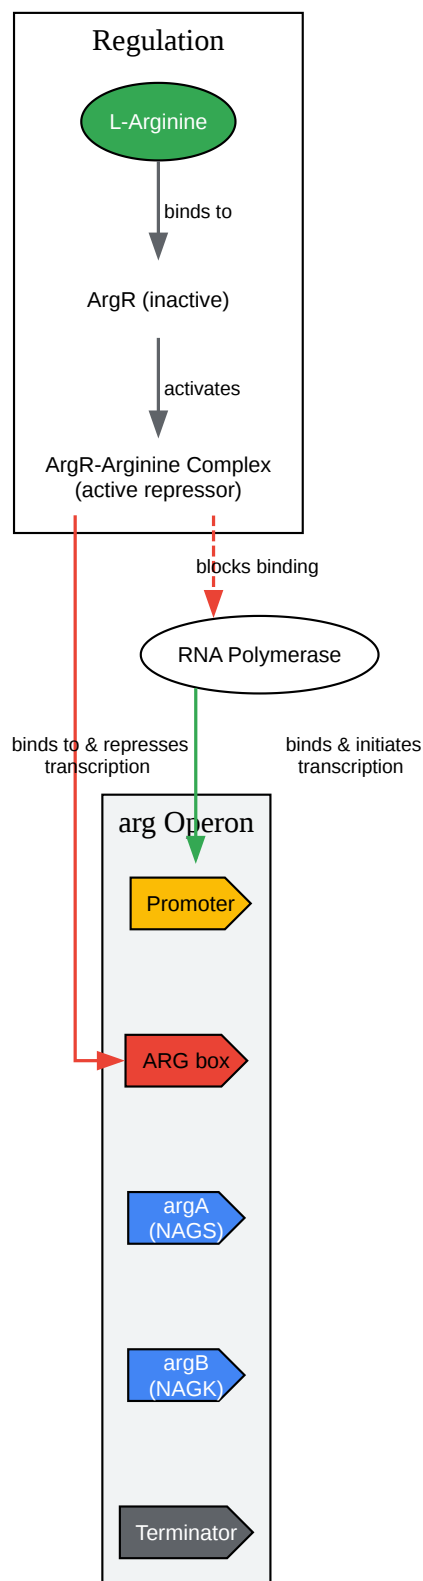 Regulation
L-Arginine
binds to
ArgR (inactive)
activates
ArgR-Arginine Complex
(active repressor)
blocks binding
RNA Polymerase
binds to & represses
transcription
binds & initiates
transcription
arg Operon
Promoter
ARG box
argA
(NAGS)
argB
(NAGK)
Terminator